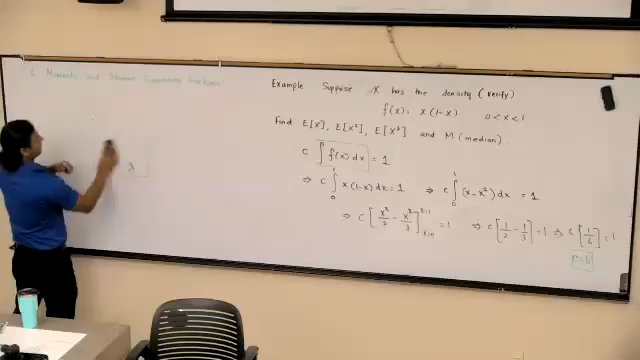 Moments and Moment Generating Functions
Example Suppose X has the density (verify)
f(x) = x(1-x) 0 < x < 1
Find E[X], E[X²], E[X³] and M (median)
C ∫ f(x) dx = 1
⇒ C ∫₀¹ x(1-x) dx = 1 ⇒ C ∫₀¹ (x-x²) dx = 1
⇒ C [x²/2 - x³/3] = 1 ⇒ C [1/2 - 1/3] = 1 ⇒ C [1/6] = 1
C=6